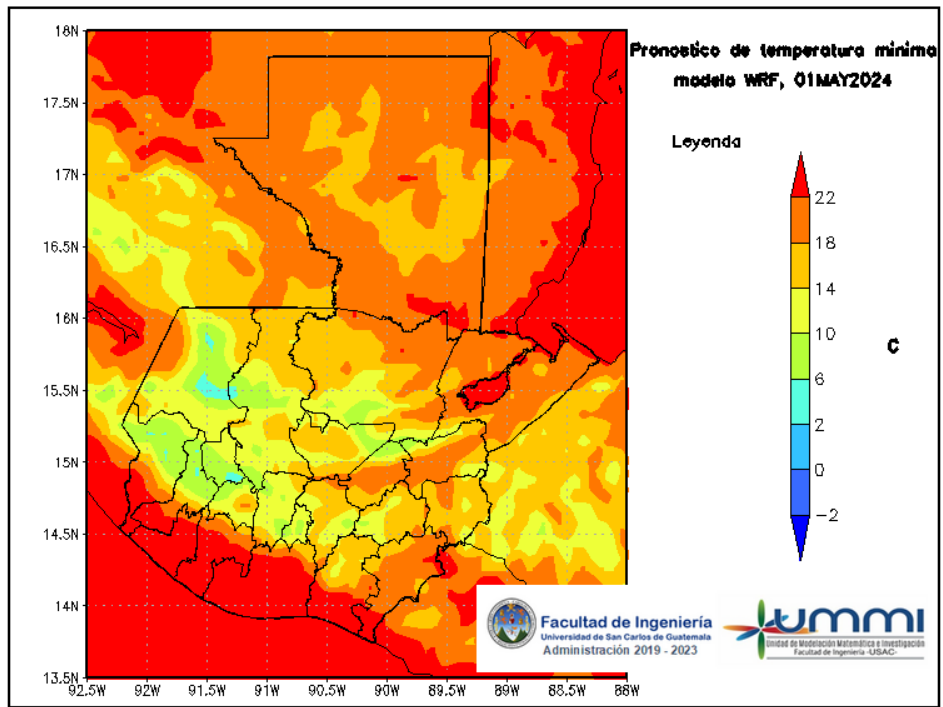 Pronostico de temperatura minima
modelo WRF, 01MAY2024
Leyenda
22
18
14
10
6
2
0
−2
C
18N
17.5N
17N
16.5N
16N
15.5N
15N
14.5N
14N
13.5N
92.5W 92W 91.5W 91W 90.5W 90W 89.5W 89W 88.5W 88W
Facultad de Ingeniería
Universidad de San Carlos de Guatemala
Administración 2019 - 2023
UMMI
Unidad de Modelación Matemática e Investigación
Facultad de Ingeniería -USAC-